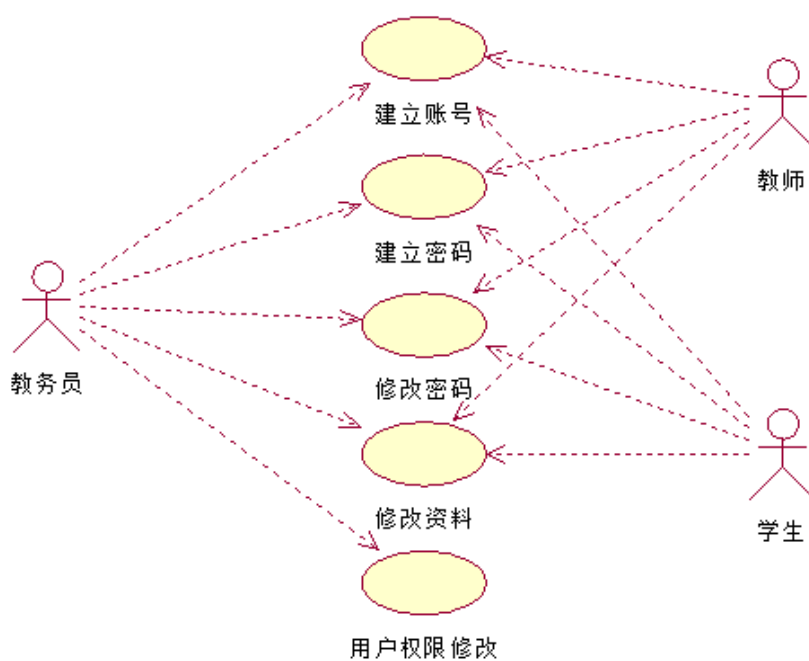 建立账号
教师
建立密码
教务员
修改密码
修改资料
学生
用户权限修改